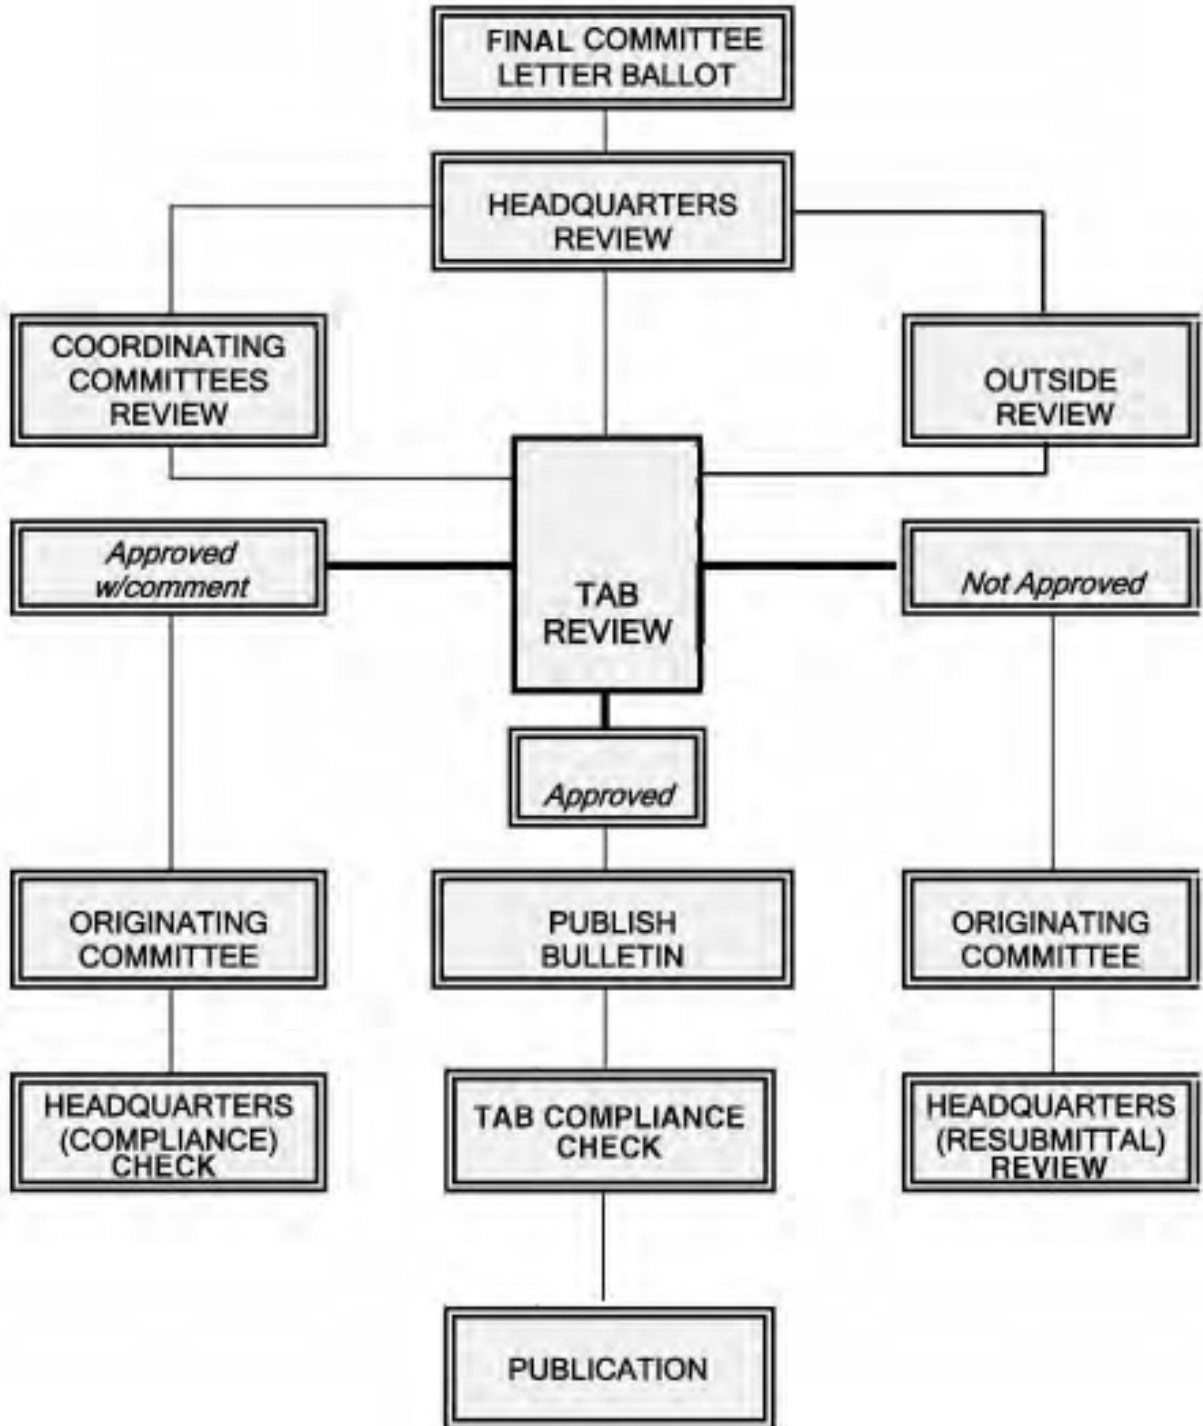 FINAL COMMITTEE
LETTER BALLOT
HEADQUARTERS
REVIEW
COORDINATING
COMMITTEES
REVIEW
OUTSIDE
REVIEW
Approved
w/comment
TAB
REVIEW
Not Approved
Approved
ORIGINATING
COMMITTEE
PUBLISH
BULLETIN
ORIGINATING
COMMITTEE
HEADQUARTERS
(COMPLIANCE)
CHECK
TAB COMPLIANCE
CHECK
HEADQUARTERS
(RESUBMITTAL)
REVIEW
PUBLICATION